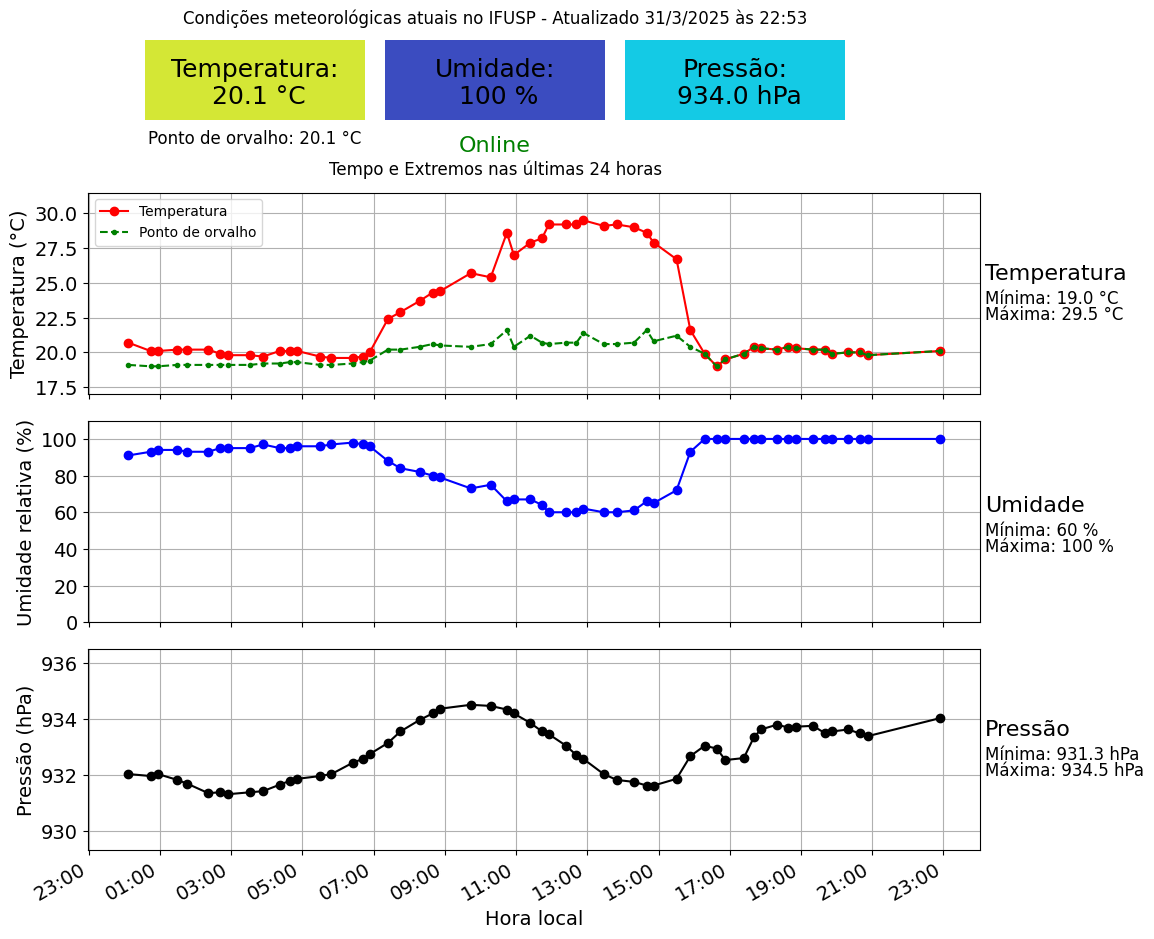 Condições meteorológicas atuais no IFUSP - Atualizado 31/3/2025 às 22:53
Temperatura:
20.1 °C
Umidade:
100 %
Pressão:
934.0 hPa
Ponto de orvalho: 20.1 °C
Online
Tempo e Extremos nas últimas 24 horas
Temperatura (°C)
30.0
27.5
25.0
22.5
20.0
17.5
Temperatura
Ponto de orvalho
Temperatura
Mínima: 19.0 °C
Máxima: 29.5 °C
Umidade relativa (%)
100
80
60
40
20
0
Umidade
Mínima: 60 %
Máxima: 100 %
Pressão (hPa)
936
934
932
930
Pressão
Mínima: 931.3 hPa
Máxima: 934.5 hPa
23:00 01:00 03:00 05:00 07:00 09:00 11:00 13:00 15:00 17:00 19:00 21:00 23:00
Hora local